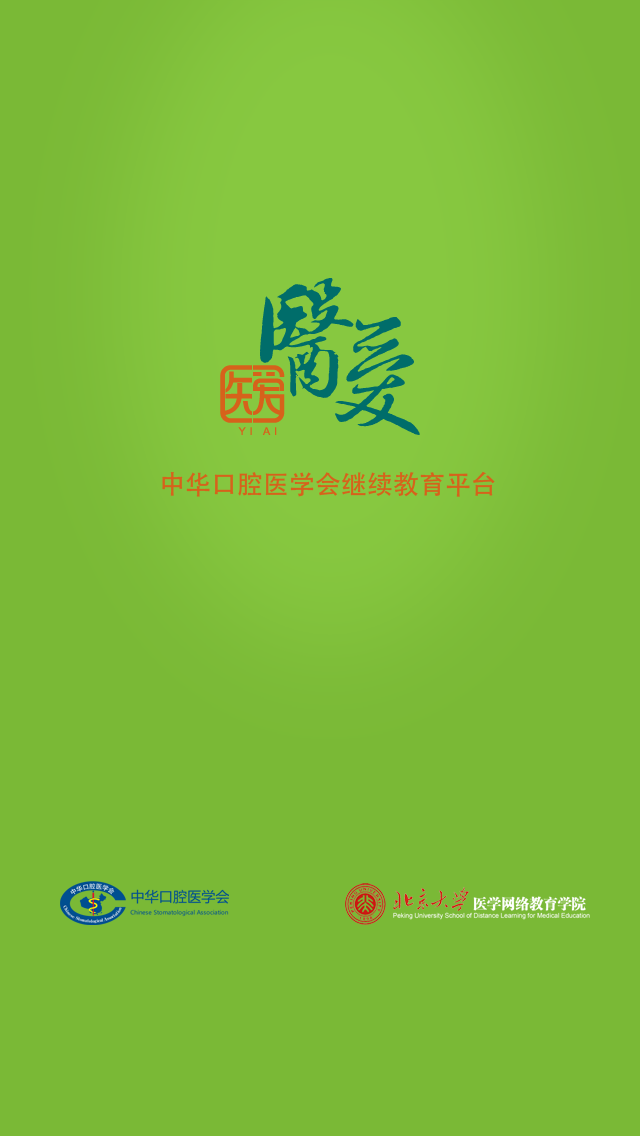 醫愛
医爱
YI AI
中华口腔医学会继续教育平台
中华口腔医学会
Chinese Stomatological Association
中华口腔医学会
Chinese Stomatological Association
北京大学 医学网络教育学院
Peking University School of Distance Learning for Medical Education